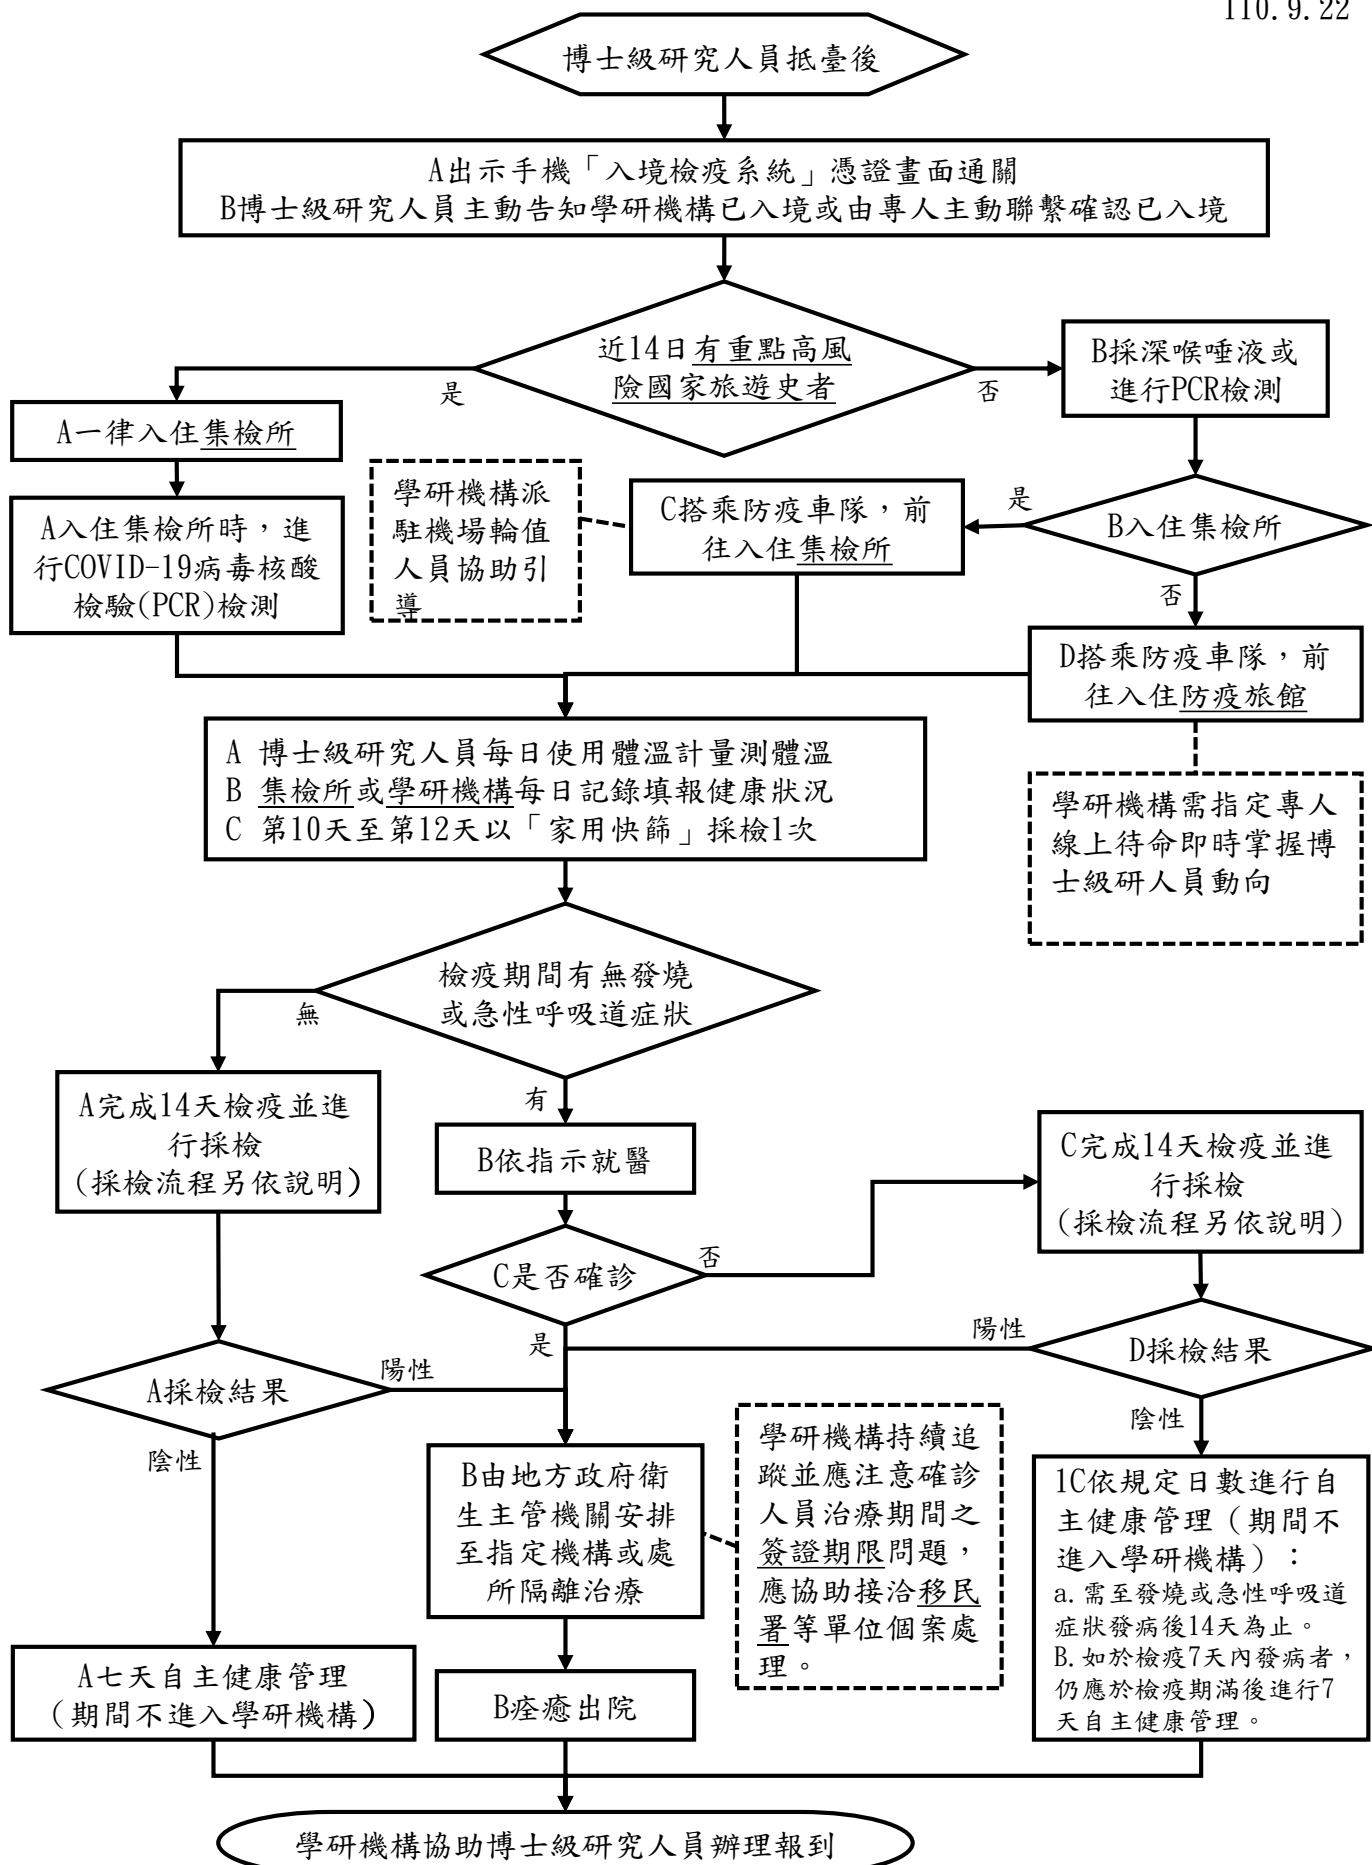 110.9.22
博士級研究人員抵臺後
A出示手機「入境檢疫系統」憑證畫面通關
B博士級研究人員主動告知學研機構已入境或由專人主動聯繫確認已入境
近14日有重點高風
險國家旅遊史者
是
否
B採深喉唾液或
進行PCR檢測
A一律入住集檢所
學研機構派
駐機場輪值
人員協助引
導
C搭乘防疫車隊，前
往入住集檢所
是
B入住集檢所
否
A入住集檢所時，進
行COVID-19病毒核酸
檢驗(PCR)檢測
D搭乘防疫車隊，前
往入住防疫旅館
A 博士級研究人員每日使用體溫計量測體溫
B 集檢所或學研機構每日記錄填報健康狀況
C 第10天至第12天以「家用快篩」採檢1次
學研機構需指定專人
線上待命即時掌握博
士級研人員動向
檢疫期間有無發燒
或急性呼吸道症狀
無
有
A完成14天檢疫並進
行採檢
(採檢流程另依說明)
B依指示就醫
C完成14天檢疫並進
行採檢
(採檢流程另依說明)
C是否確診
否
是
A採檢結果
陽性
陰性
陽性
D採檢結果
陰性
B由地方政府衛
生主管機關安排
至指定機構或處
所隔離治療
學研機構持續追
蹤並應注意確診
人員治療期間之
簽證期限問題，
應協助接洽移民
署等單位個案處
理。
1C依規定日數進行自
主健康管理（期間不
進入學研機構）：
a.需至發燒或急性呼吸道
症狀發病後14天為止。
B.如於檢疫7天內發病者，
仍應於檢疫期滿後進行7
天自主健康管理。
A七天自主健康管理
(期間不進入學研機構)
B痊癒出院
學研機構協助博士級研究人員辦理報到